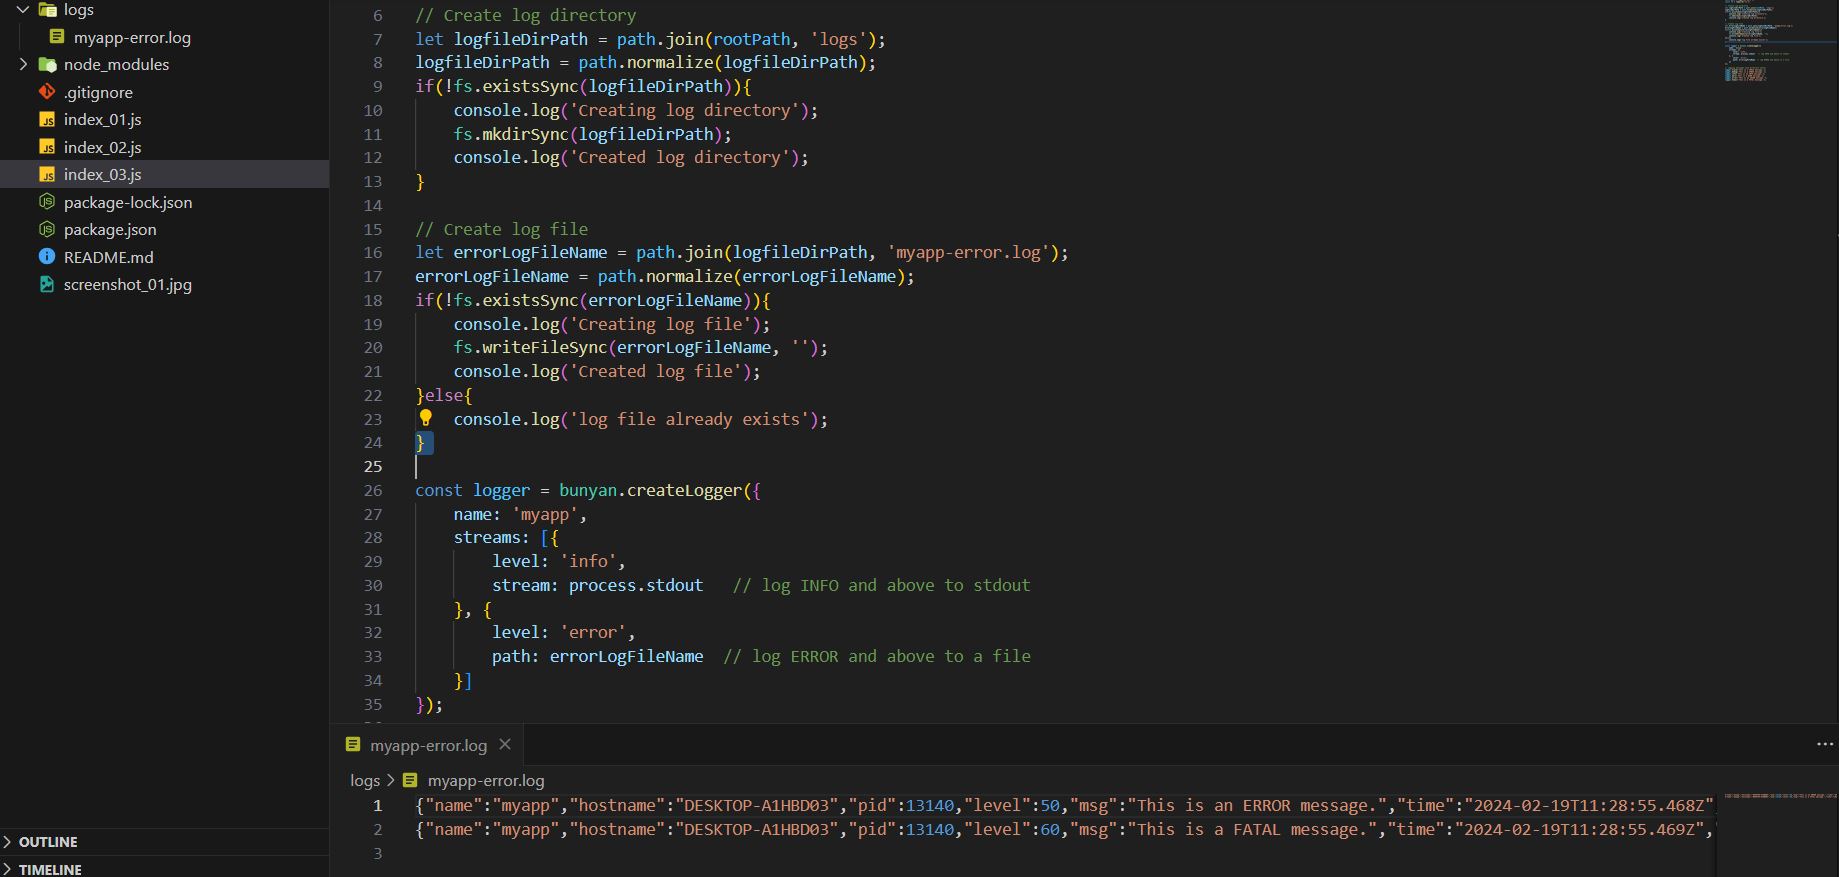 logs
myapp-error.log
node_modules
.gitignore
index_01.js
index_02.js
index_03.js
package-lock.json
package.json
README.md
screenshot_01.jpg
OUTLINE
TIMELINE
6 // Create log directory
7 let logfileDirPath = path.join(rootPath, 'logs');
8 logfileDirPath = path.normalize(logfileDirPath);
9 if(!fs.existsSync(logfileDirPath)){
10 console.log('Creating log directory');
11 fs.mkdirSync(logfileDirPath);
12 console.log('Created log directory');
13 }
14
15 // Create log file
16 let errorLogFileName = path.join(logfileDirPath, 'myapp-error.log');
17 errorLogFileName = path.normalize(errorLogFileName);
18 if(!fs.existsSync(errorLogFileName)){
19 console.log('Creating log file');
20 fs.writeFileSync(errorLogFileName, '');
21 console.log('Created log file');
22 }else{
23 console.log('log file already exists');
24 }
25
26 const logger = bunyan.createLogger({
27 name: 'myapp',
28 streams: [{
29 level: 'info',
30 stream: process.stdout // log INFO and above to stdout
31 }, {
32 level: 'error',
33 path: errorLogFileName // log ERROR and above to a file
34 }]
35 });
myapp-error.log
logs > myapp-error.log
1 {"name":"myapp","hostname":"DESKTOP-A1HBD03","pid":13140,"level":50,"msg":"This is an ERROR message.","time":"2024-02-19T11:28:55.468Z"
2 {"name":"myapp","hostname":"DESKTOP-A1HBD03","pid":13140,"level":60,"msg":"This is a FATAL message.","time":"2024-02-19T11:28:55.469Z",
3